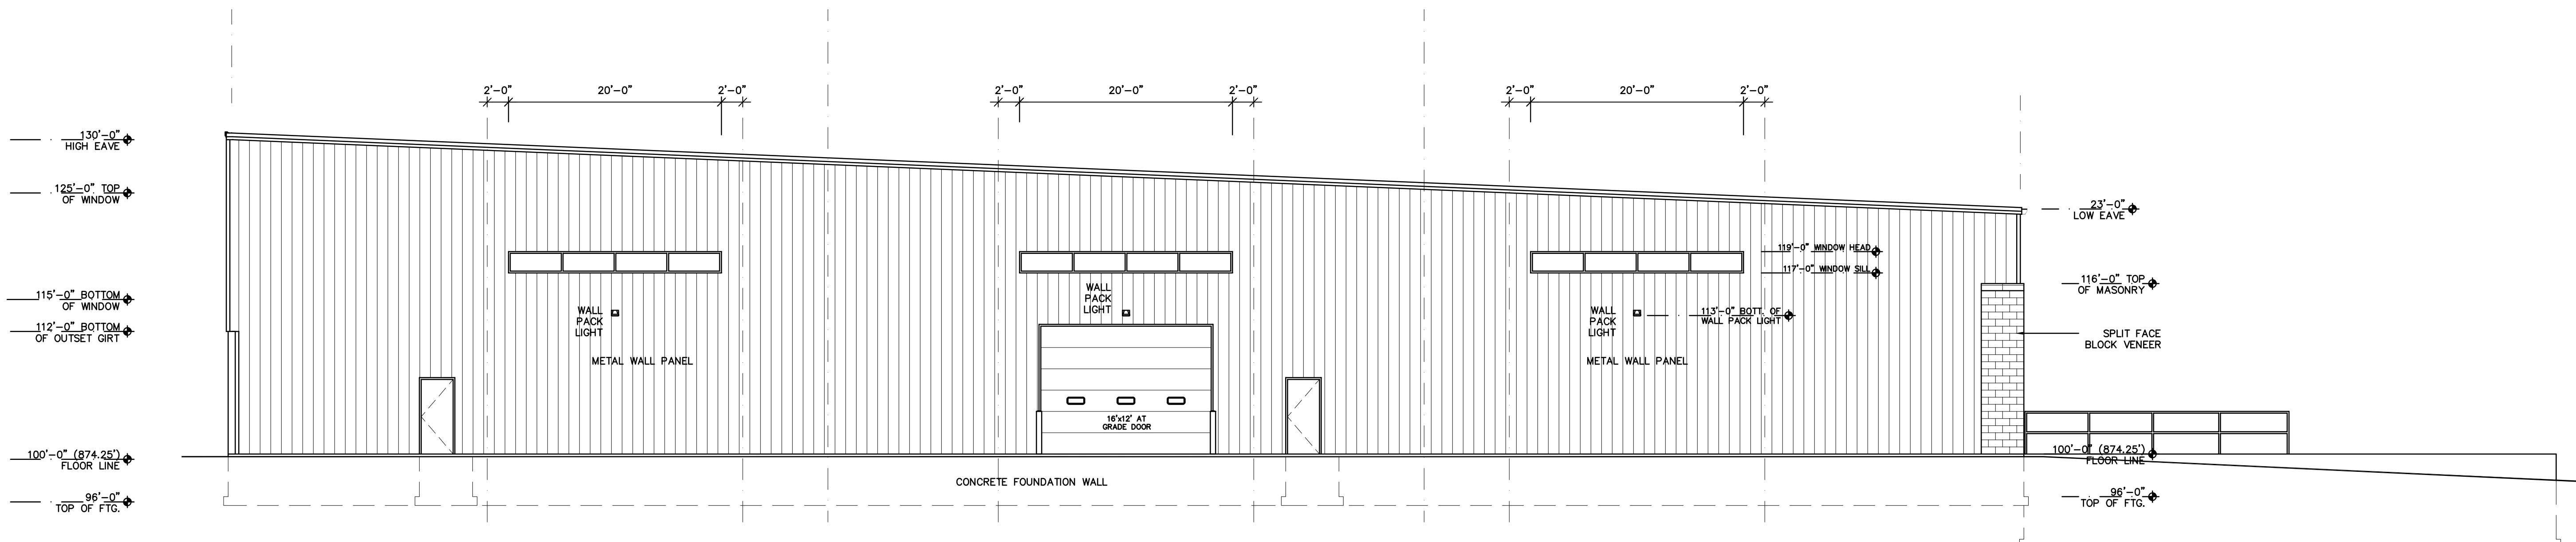 2'-0" 20'-0" 2'-0"
2'-0" 20'-0" 2'-0"
2'-0" 20'-0" 2'-0"
130'-0"
HIGH EAVE
125'-0" TOP
OF WINDOW
115'-0" BOTTOM
OF WINDOW
112'-0" BOTTOM
OF OUTSET GIRT
100'-0" (874.25')
FLOOR LINE
96'-0"
TOP OF FTG.
WALL
PACK
LIGHT
METAL WALL PANEL
WALL
PACK
LIGHT
16'x12' AT
GRADE DOOR
CONCRETE FOUNDATION WALL
WALL
PACK
LIGHT
METAL WALL PANEL
119'-0" WINDOW HEAD
117'-0" WINDOW SILL
113'-0" BOTT. OF
WALL PACK LIGHT
23'-0"
LOW EAVE
116'-0" TOP
OF MASONRY
SPLIT FACE
BLOCK VENEER
100'-0" (874.25')
FLOOR LINE
96'-0"
TOP OF FTG.